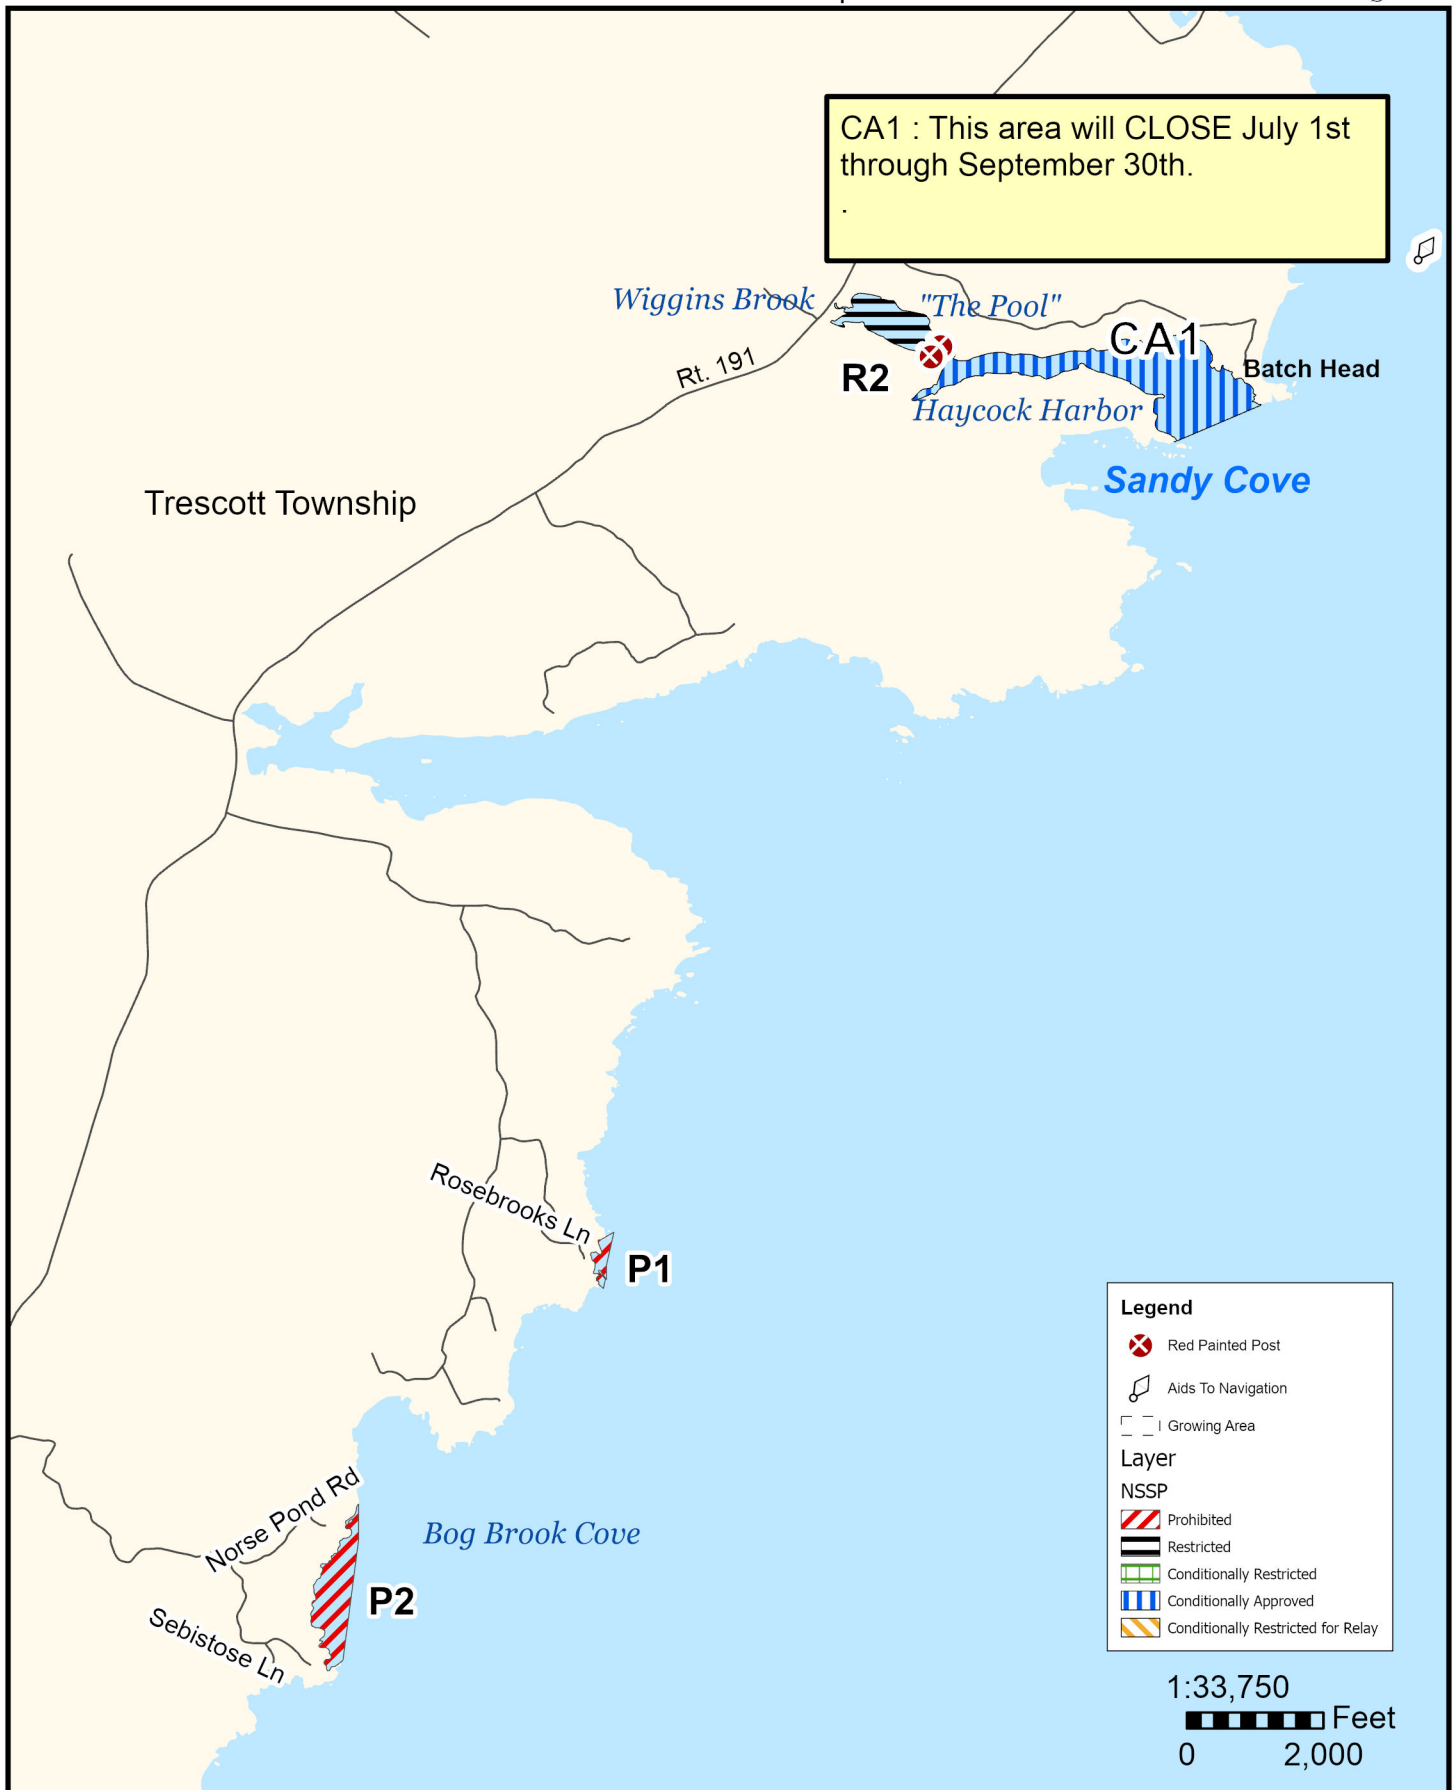 CA1 : This area will CLOSE July 1st
through September 30th.
.
Wiggins Brook
"The Pool"
CA1
R2
Batch Head
Rt. 191
Haycock Harbor
Sandy Cove
Trescott Township
Rosebrooks Ln
P1
Norse Pond Rd
Bog Brook Cove
P2
Sebistose Ln
Legend
Red Painted Post
Aids To Navigation
Growing Area
Layer
NSSP
Prohibited
Restricted
Conditionally Restricted
Conditionally Approved
Conditionally Restricted for Relay
1:33,750
Feet
0 2,000